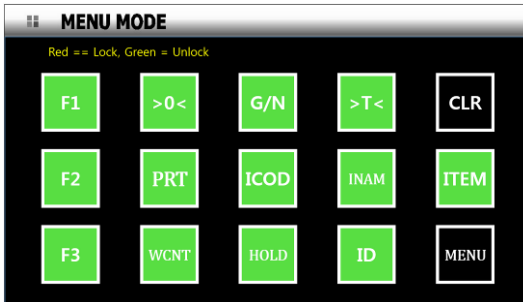 MENU MODE
Red == Lock, Green = Unlock
F1 >0< G/N >T< CLR
F2 PRT ICOD INAM ITEM
F3 WCNT HOLD ID MENU